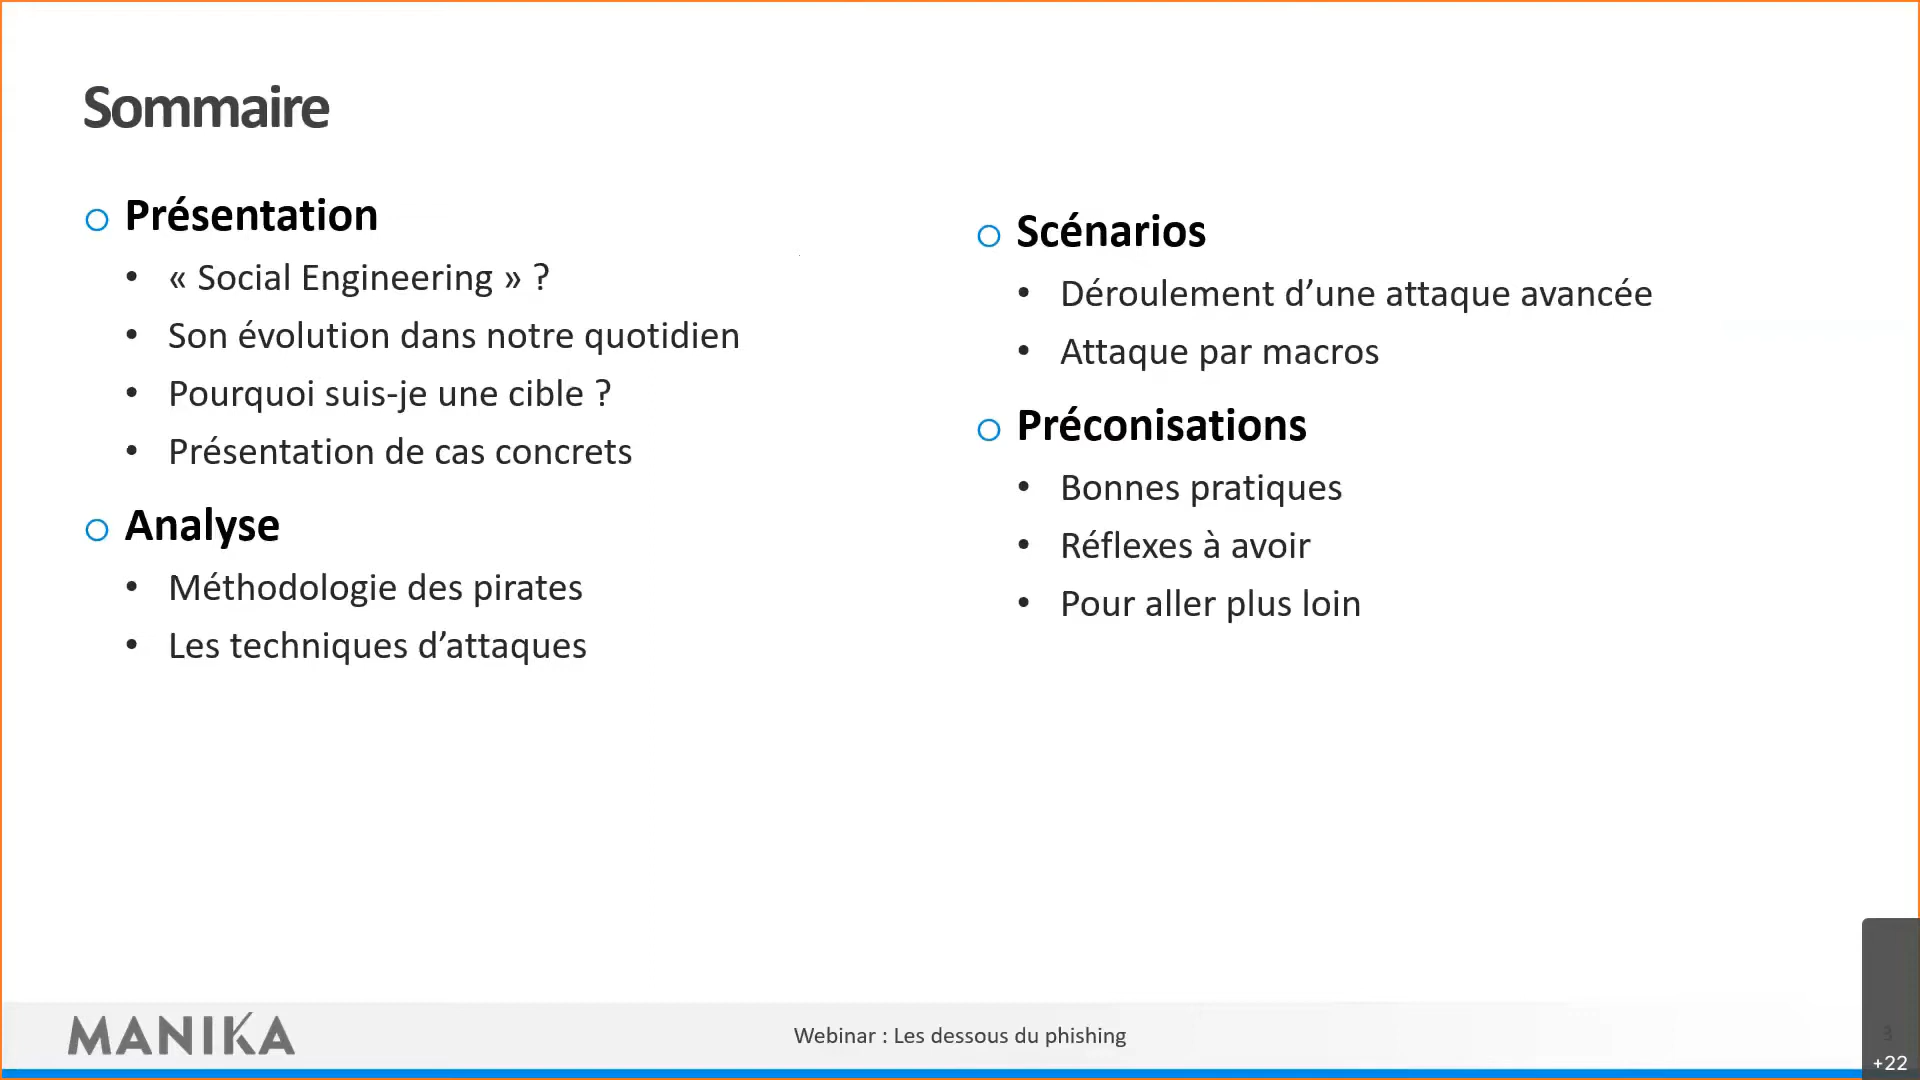 Sommaire
Présentation
« Social Engineering » ?
Son évolution dans notre quotidien
Pourquoi suis-je une cible ?
Présentation de cas concrets
Analyse
Méthodologie des pirates
Les techniques d’attaques
Scénarios
Déroulement d’une attaque avancée
Attaque par macros
Préconisations
Bonnes pratiques
Réflexes à avoir
Pour aller plus loin
MANIKA
Webinar : Les dessous du phishing
3
+22